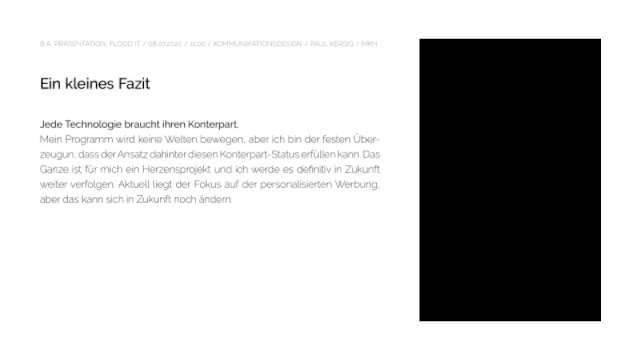 B.A. PRÄSENTATION, FLOOD IT / 08.07.2020 / 11:00 / KOMMUNIKATIONSDESIGN / PAUL KERISQ / MKH
Ein kleines Fazit
Jede Technologie braucht ihren Konterpart.
Mein Programm wird keine Welten bewegen, aber ich bin der festen Über-
zeugun, dass der Ansatz dahinter diesen Konterpart-Status erfüllen kann. Das
Ganze ist für mich ein Herzensprojekt und ich werde es definitiv in Zukunft
weiter verfolgen. Aktuell liegt der Fokus auf der personalisierten Werbung,
aber das kann sich in Zukunft noch ändern.